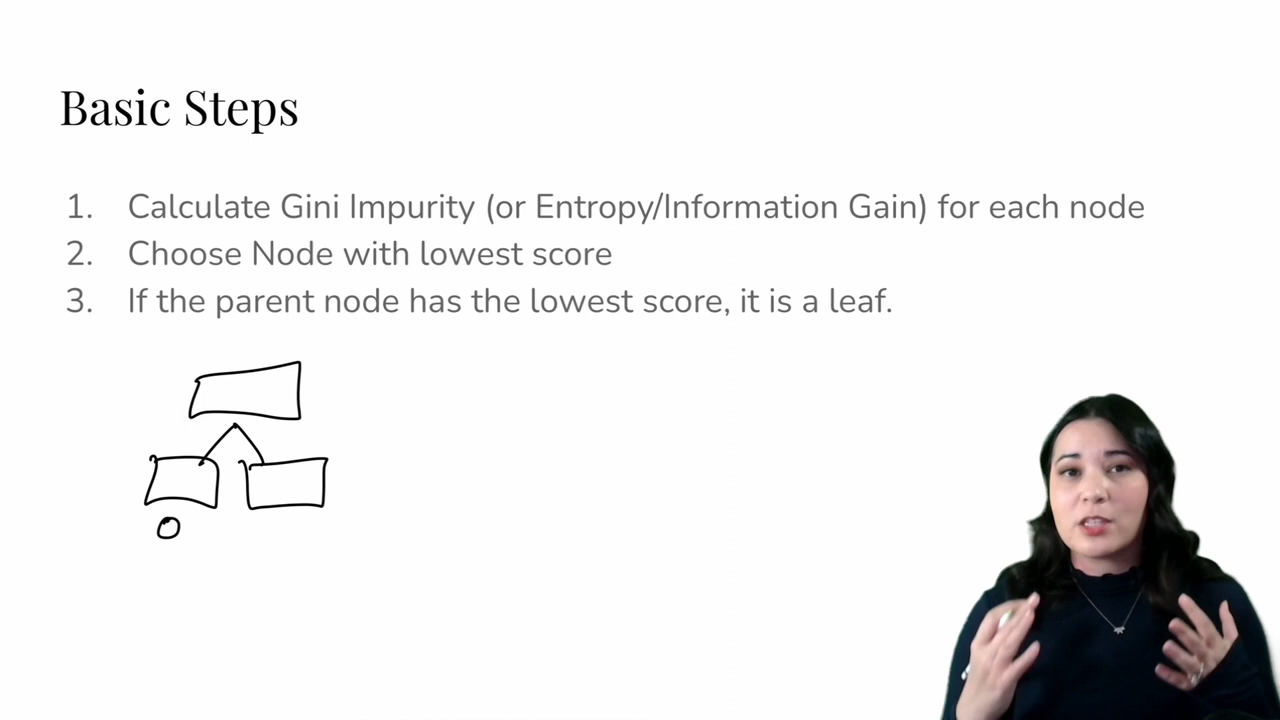 Basic Steps
1. Calculate Gini Impurity (or Entropy/Information Gain) for each node
2. Choose Node with lowest score
3. If the parent node has the lowest score, it is a leaf.
0